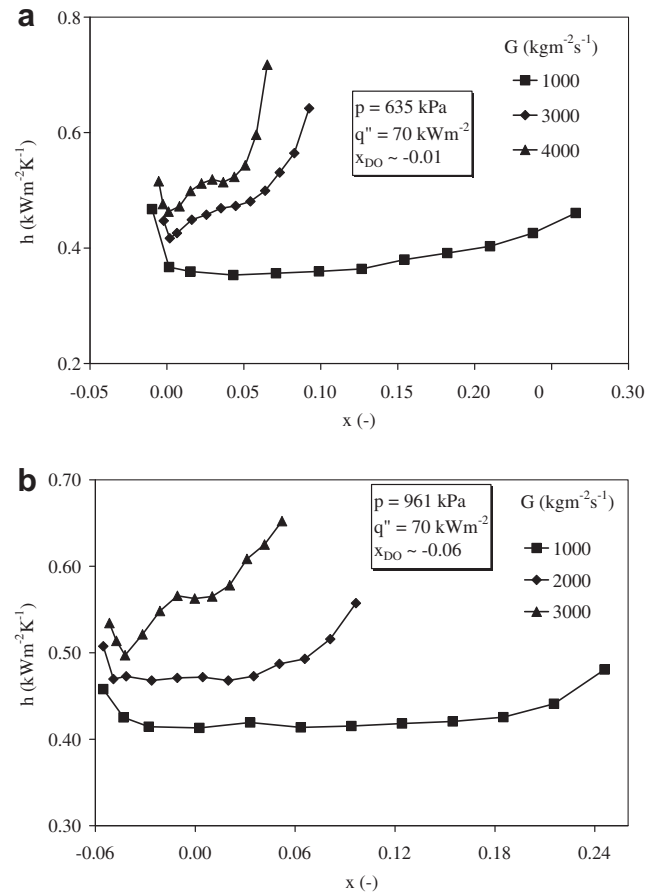 a
0.8
0.6
0.4
0.2
h (kWm⁻²K⁻¹)
G (kgm⁻²s⁻¹)
1000
3000
4000
p = 635 kPa
q" = 70 kWm⁻²
x_DO ~ -0.01
-0.05 0.00 0.05 0.10 0.15 0.20 0 0.30
x (-)
b
0.70
0.60
0.50
0.40
0.30
h (kWm⁻²K⁻¹)
p = 961 kPa
q" = 70 kWm⁻²
x_DO ~ -0.06
G (kgm⁻²s⁻¹)
1000
2000
3000
-0.06 0.00 0.06 0.12 0.18 0.24
x (-)